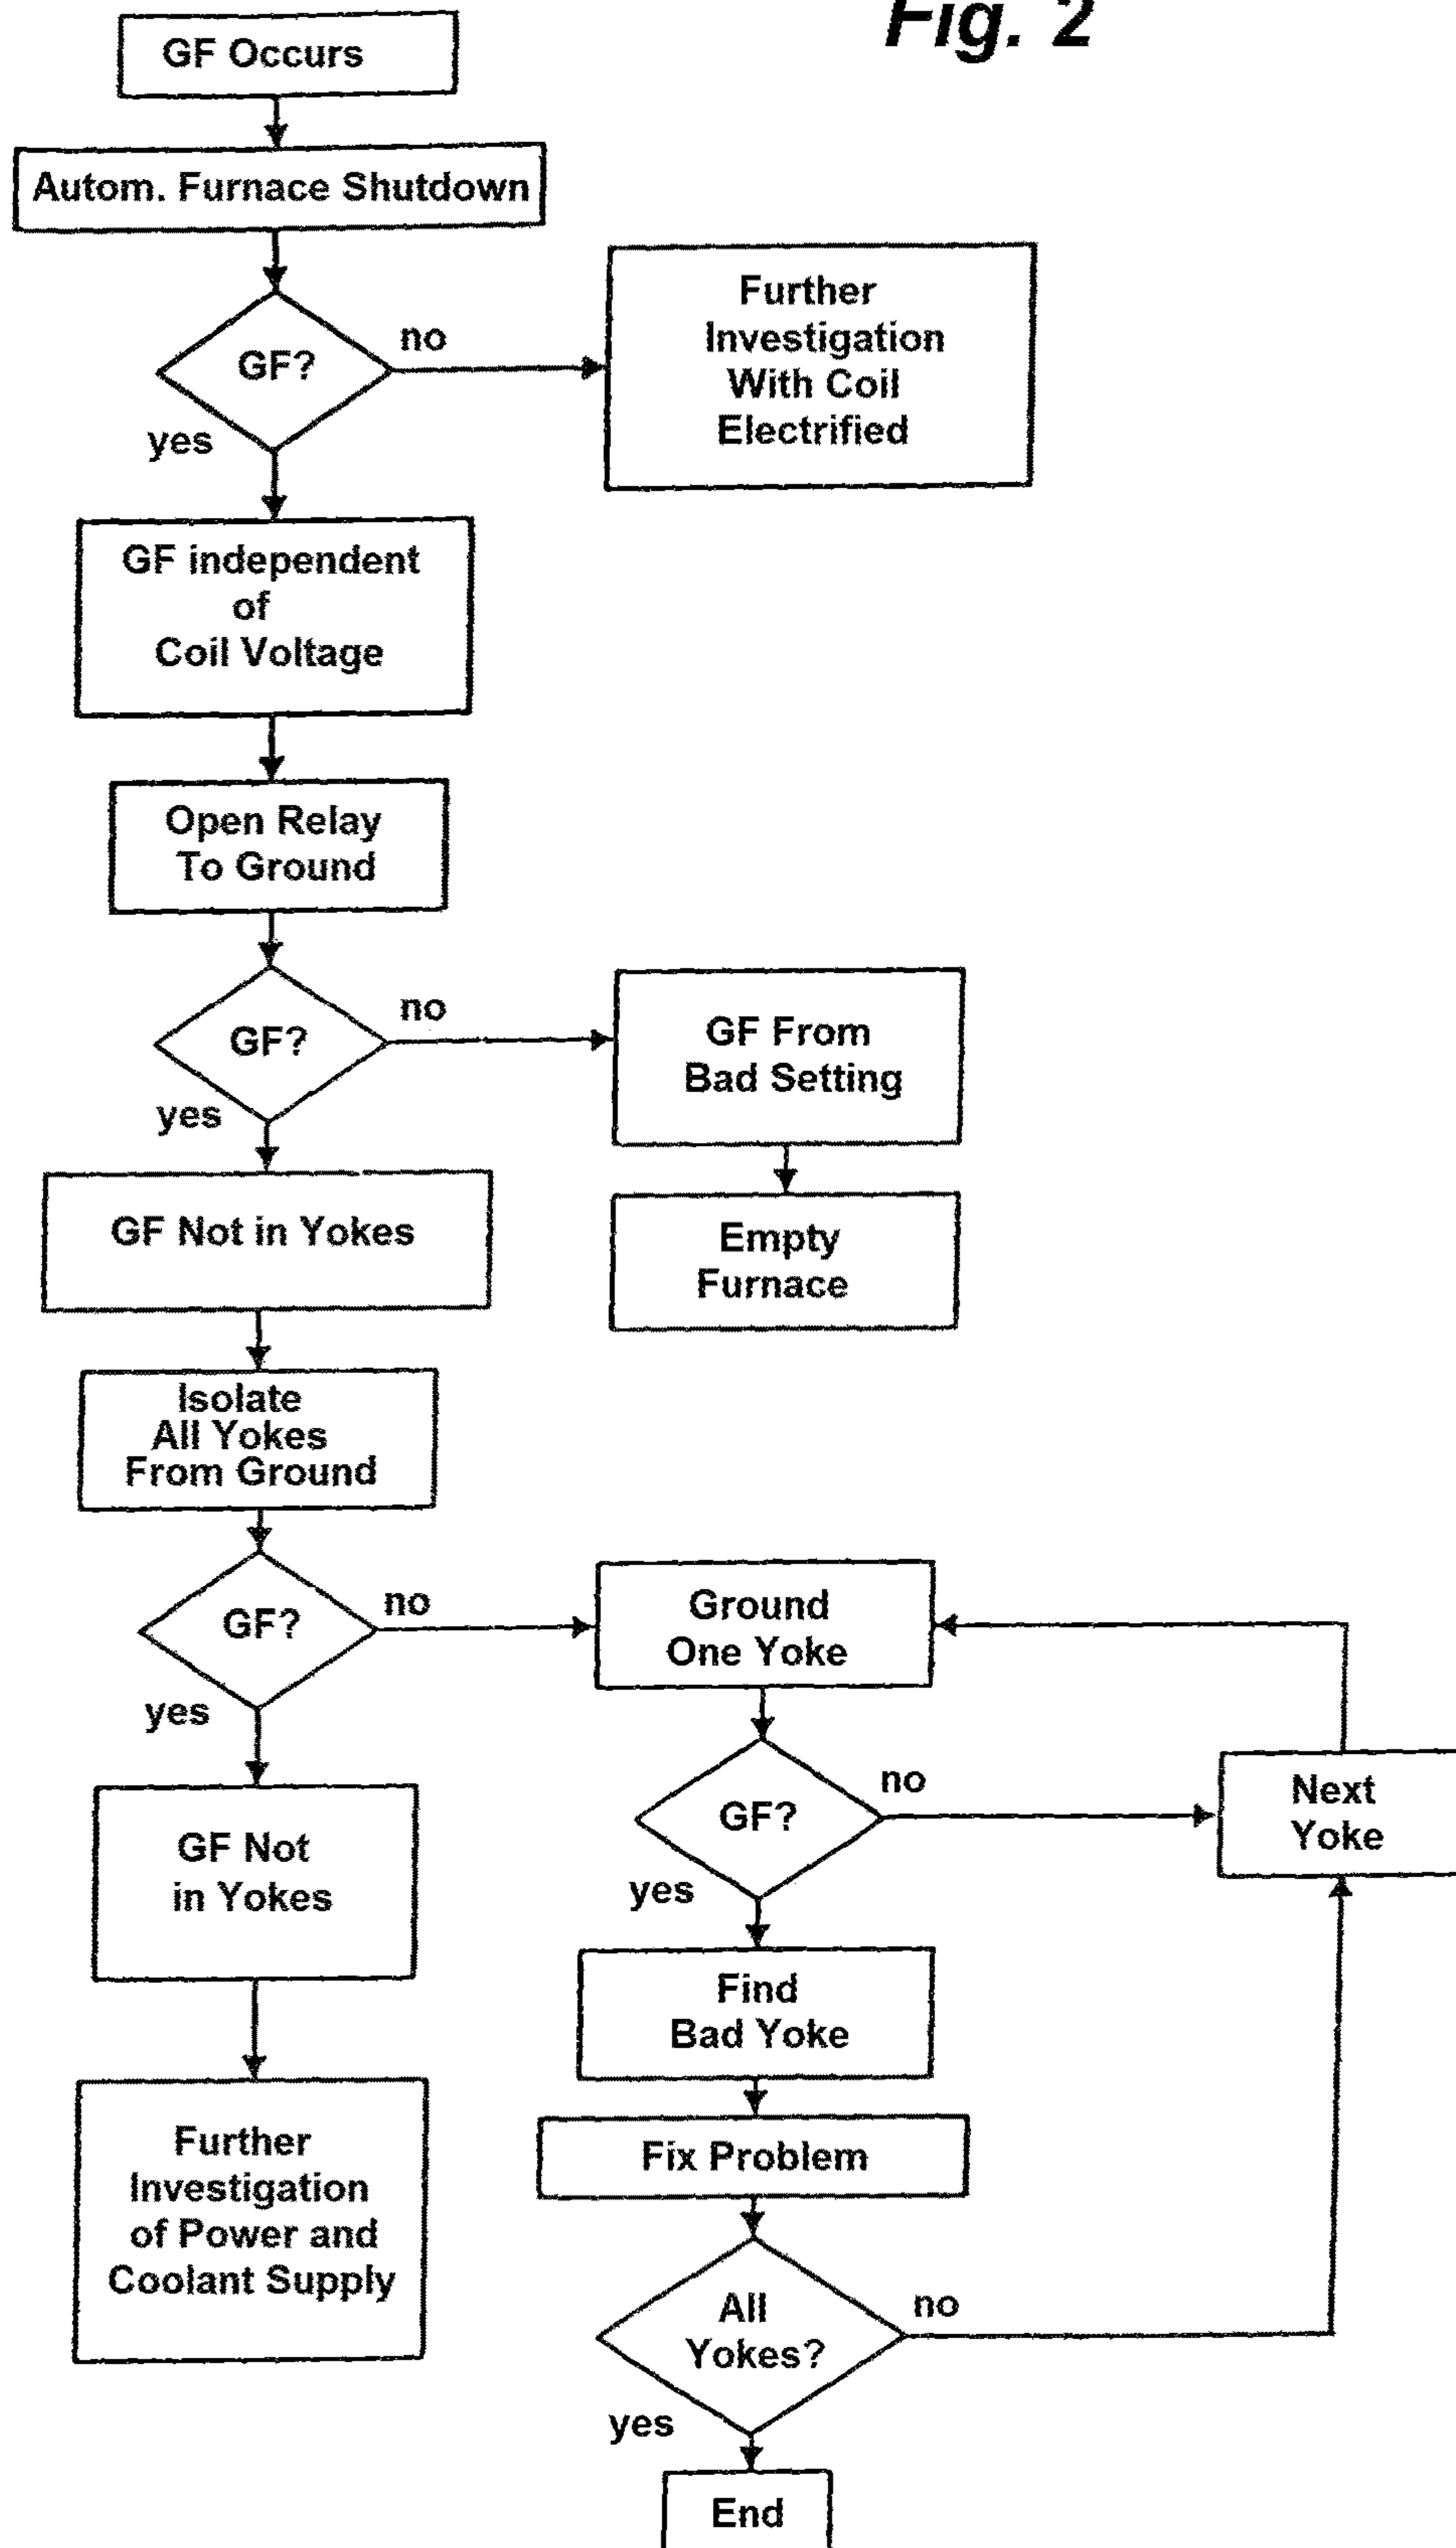 Fig. 2
GF Occurs
Autom. Furnace Shutdown
GF?
no
yes
Further
Investigation
With Coil
Electrified
GF independent
of
Coil Voltage
Open Relay
To Ground
GF?
no
yes
GF From
Bad Setting
Empty
Furnace
GF Not in Yokes
Isolate
All Yokes
From Ground
GF?
no
yes
Ground
One Yoke
GF?
no
yes
Next
Yoke
GF Not
in Yokes
Find
Bad Yoke
Fix Problem
Further
Investigation
of Power and
Coolant Supply
All
Yokes?
no
yes
End